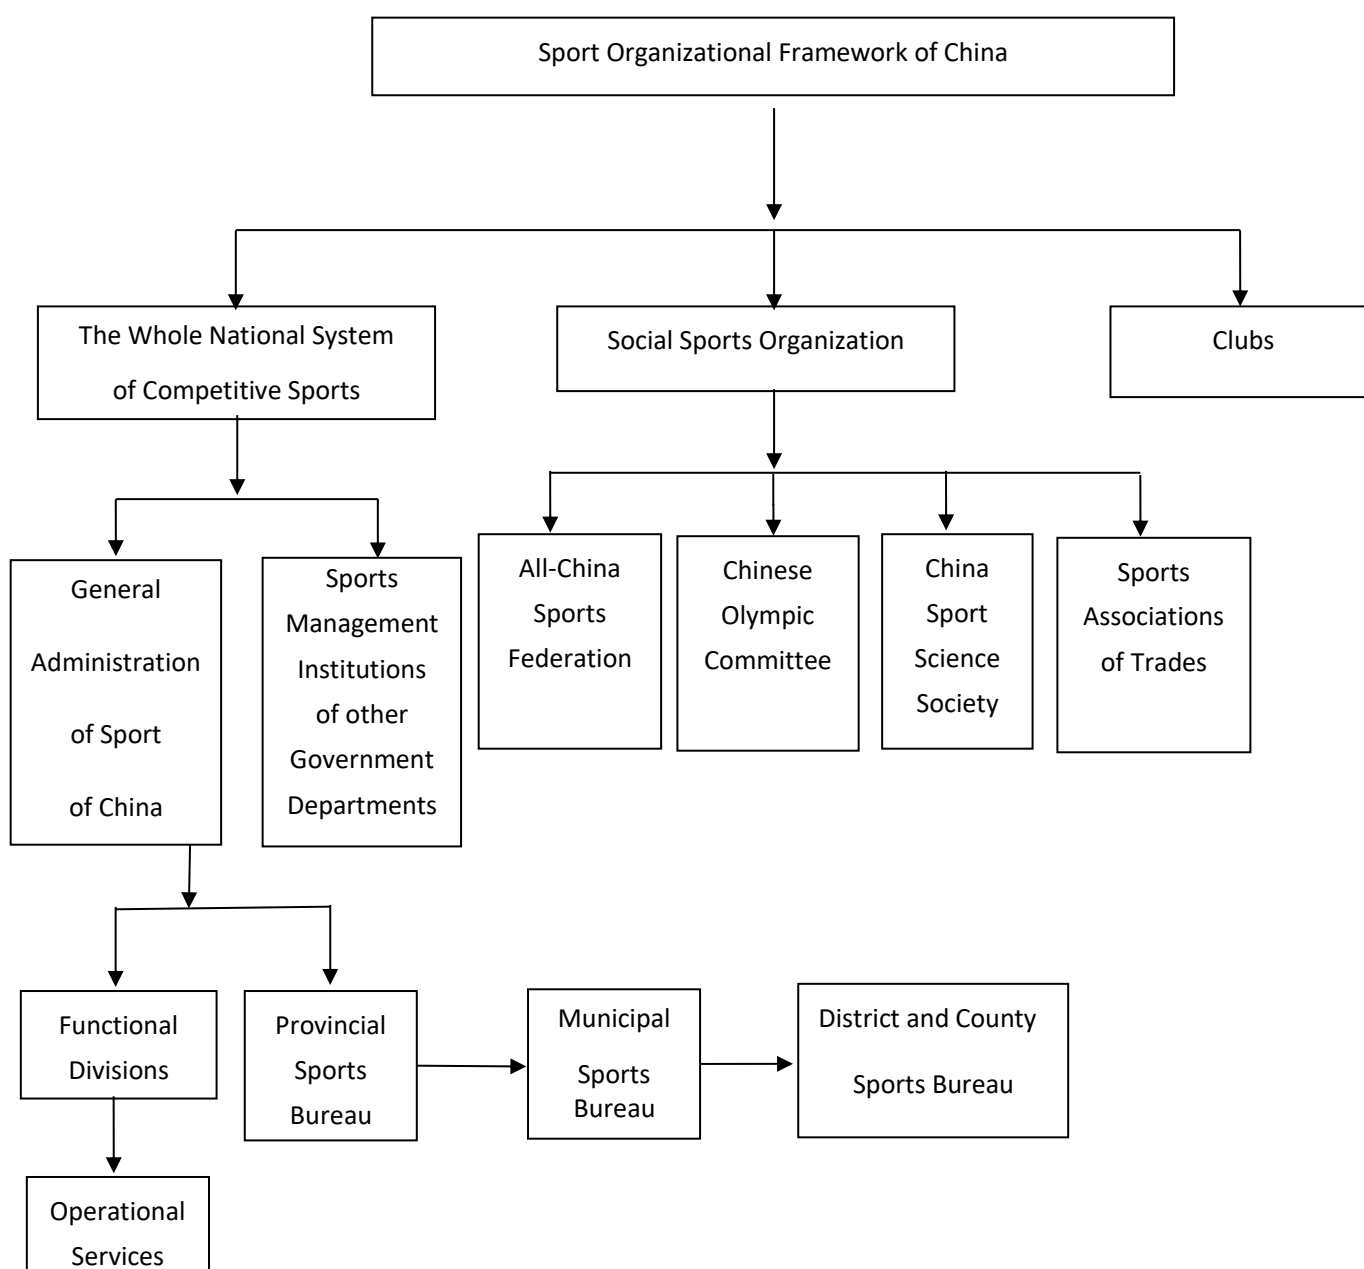 Sport Organizational Framework of China
The Whole National System
of Competitive Sports
Social Sports Organization
Clubs
General
Administration
of Sport
of China
Sports
Management
Institutions
of other
Government
Departments
All-China
Sports
Federation
Chinese
Olympic
Committee
China
Sport
Science
Society
Sports
Associations
of Trades
Functional
Divisions
Provincial
Sports
Bureau
Municipal
Sports
Bureau
District and County
Sports Bureau
Operational
Services